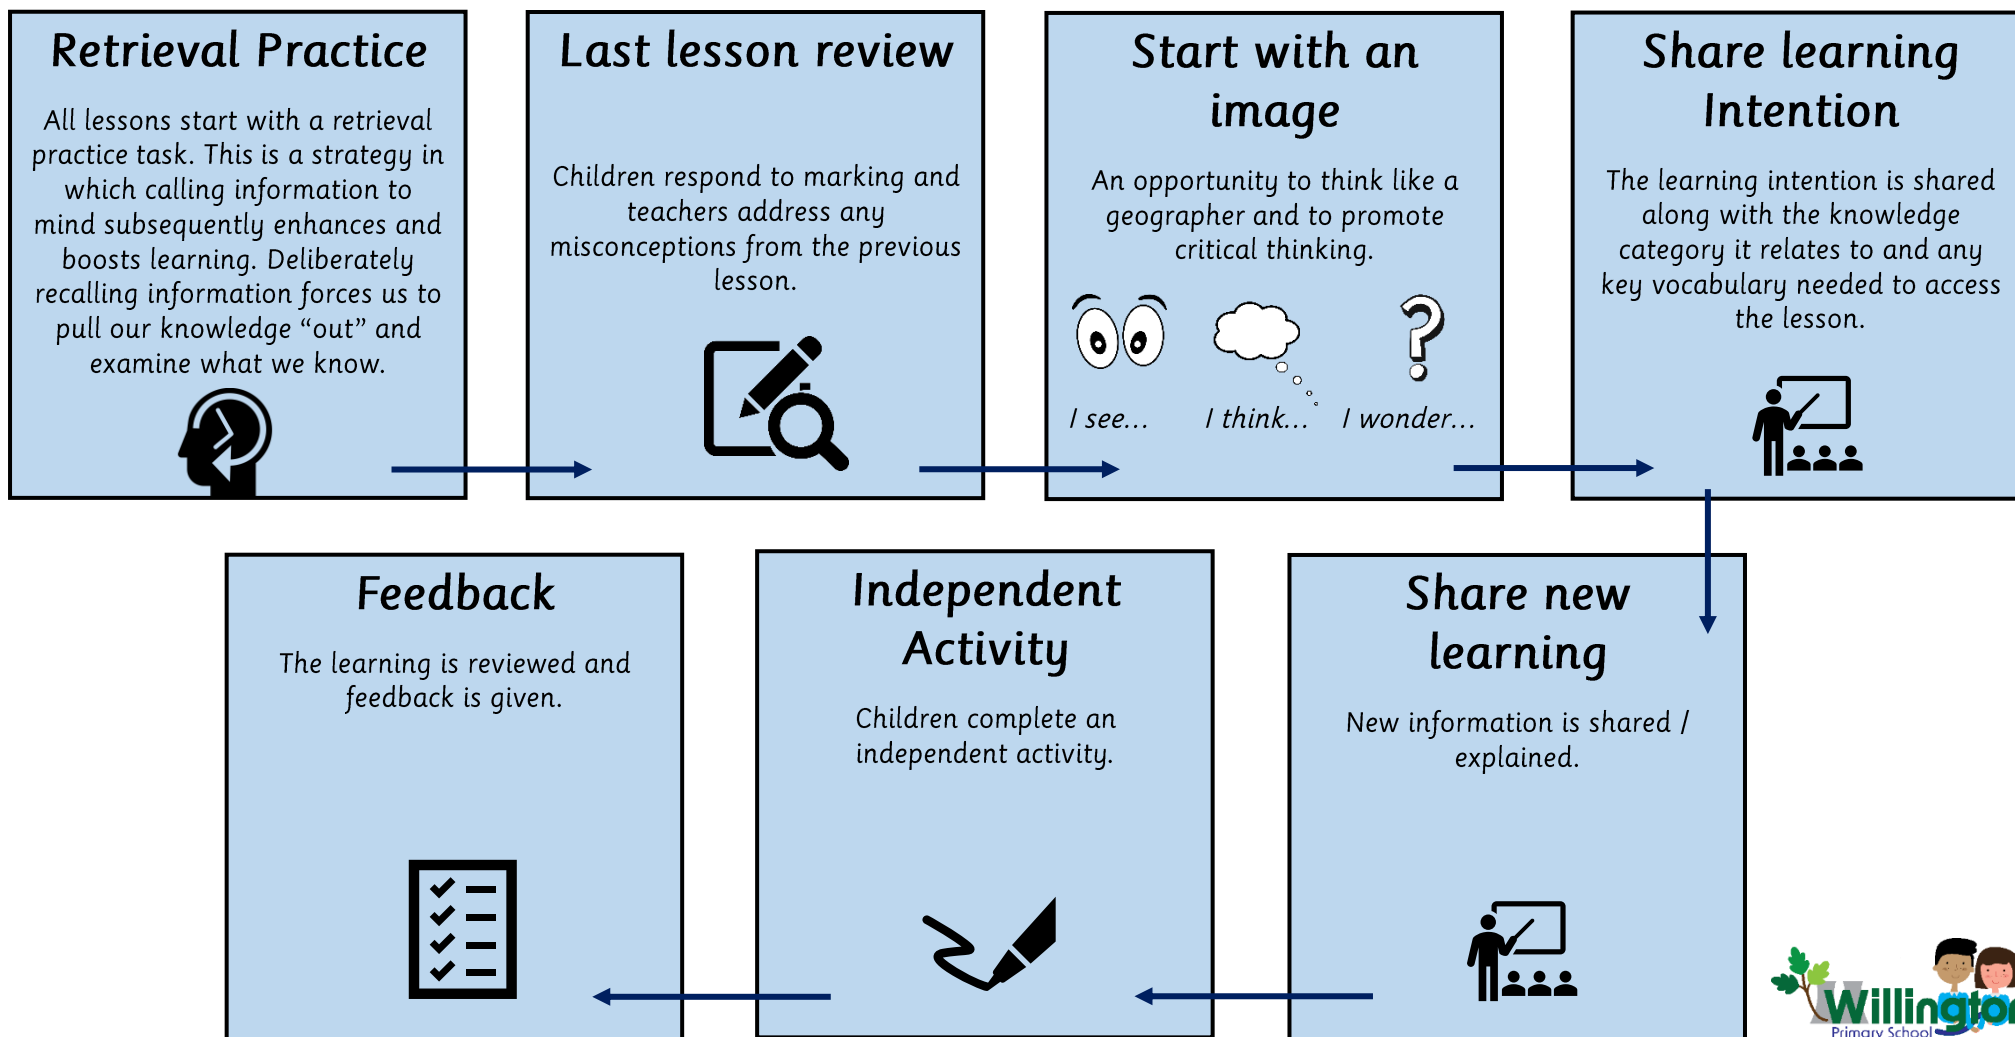 Retrieval Practice
All lessons start with a retrieval
practice task. This is a strategy in
which calling information to
mind subsequently enhances and
boosts learning. Deliberately
recalling information forces us to
pull our knowledge “out” and
examine what we know.
Last lesson review
Children respond to marking and
teachers address any
misconceptions from the previous
lesson.
Start with an
image
An opportunity to think like a
geographer and to promote
critical thinking.
I see... I think... I wonder...
Share learning
Intention
The learning intention is shared
along with the knowledge
category it relates to and any
key vocabulary needed to access
the lesson.
Share new
learning
New information is shared /
explained.
Independent
Activity
Children complete an
independent activity.
Feedback
The learning is reviewed and
feedback is given.
Willington
Primary School